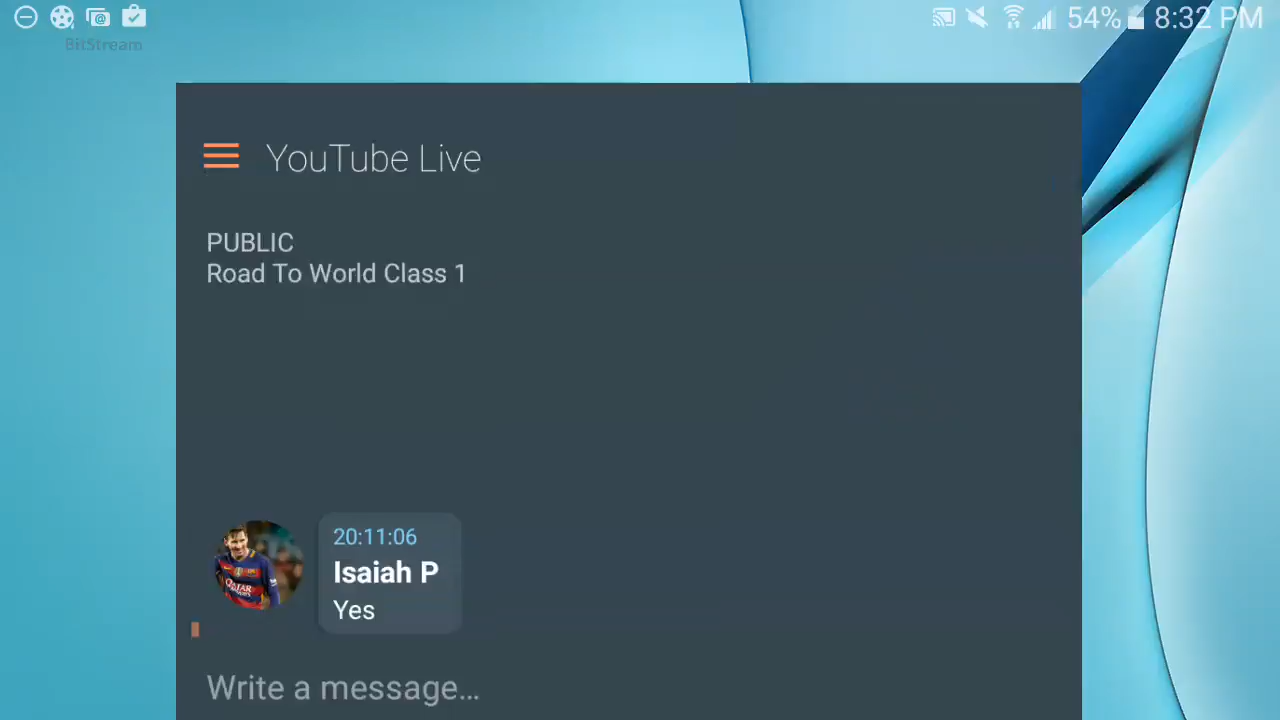 54% 8:32 PM
BitStream
YouTube Live
PUBLIC
Road To World Class 1
20:11:06
Isaiah P
Yes
Write a message...